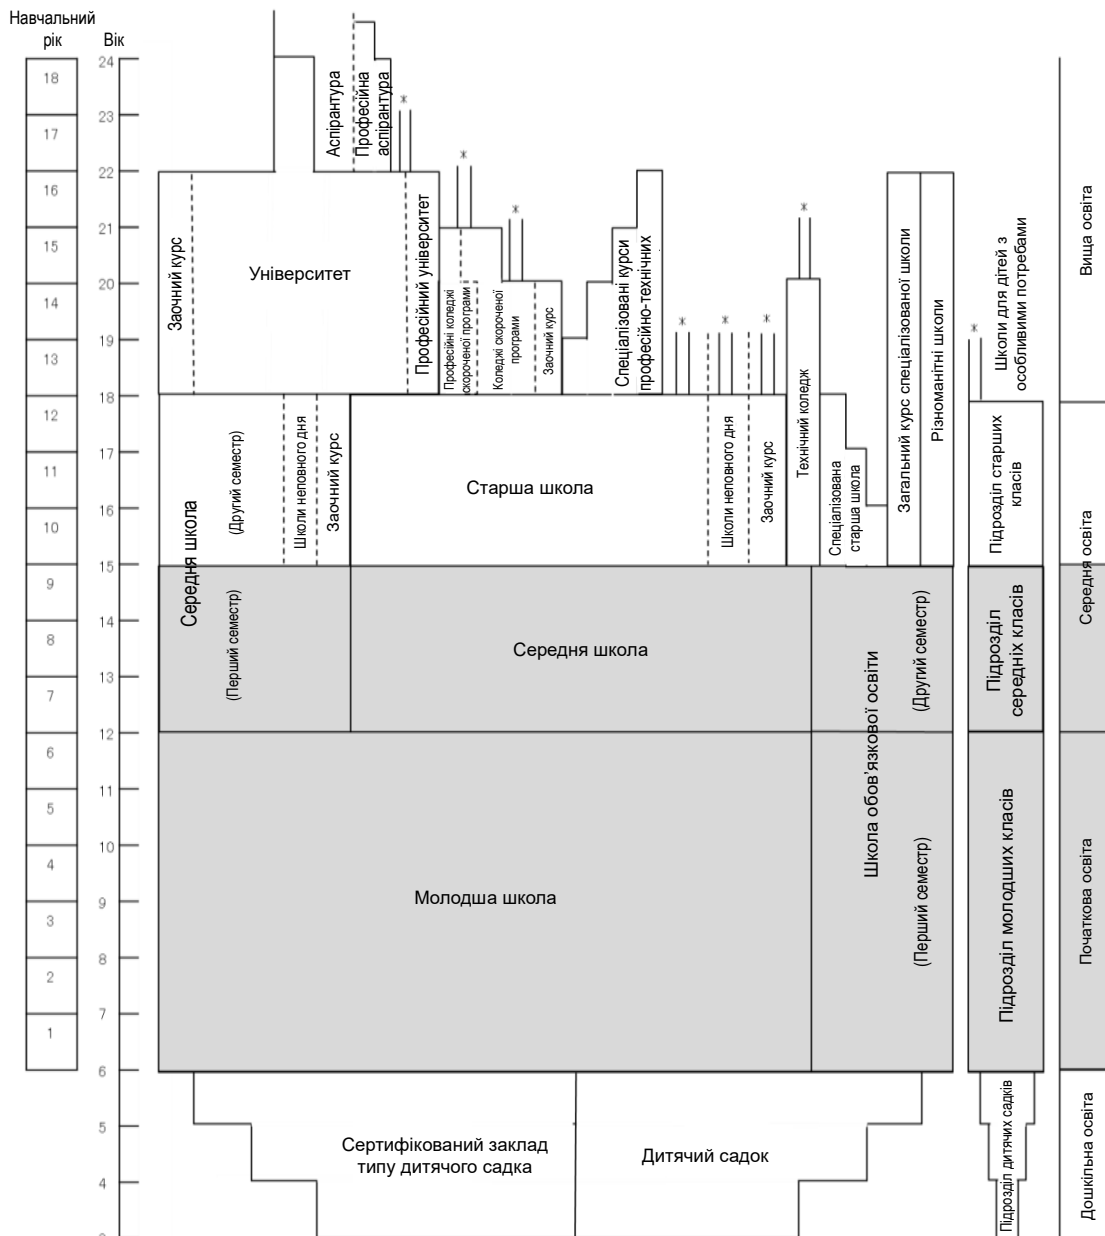 Навчальний
рік
Вік
18
17
16
15
14
13
12
11
10
9
8
7
6
5
4
3
2
1
24
23
22
21
20
19
18
17
16
15
14
13
12
11
10
9
8
7
6
5
4
Аспірантура
Професійна
аспірантура
*
*
*
*
*
*
*
*
Заочний курс
Університет
Професійний університет
Професійні коледжі
скороченої програми
Коледжі скороченої
програми
Заочний курс
Спеціалізовані курси
професійно-технічних
Технічний коледж
Загальний курс спеціалізованої школи
Різноманітні школи
Школи для дітей з
особливими потребами
Вища освіта
Середня школа
(Другий семестр)
(Перший семестр)
Школи неповного дня
Заочний курс
Старша школа
Школи неповного дня
Заочний курс
Спеціалізована
старша школа
Підрозділ старших
класів
Середня освіта
Середня школа
Школа обов'язкової освіти
(Другий семестр)
(Перший семестр)
Підрозділ
середніх класів
Молодша школа
Підрозділ молодших класів
Початкова освіта
Сертифікований заклад
типу дитячого садка
Дитячий садок
Підрозділ дитячих садків
Дошкільна освіта